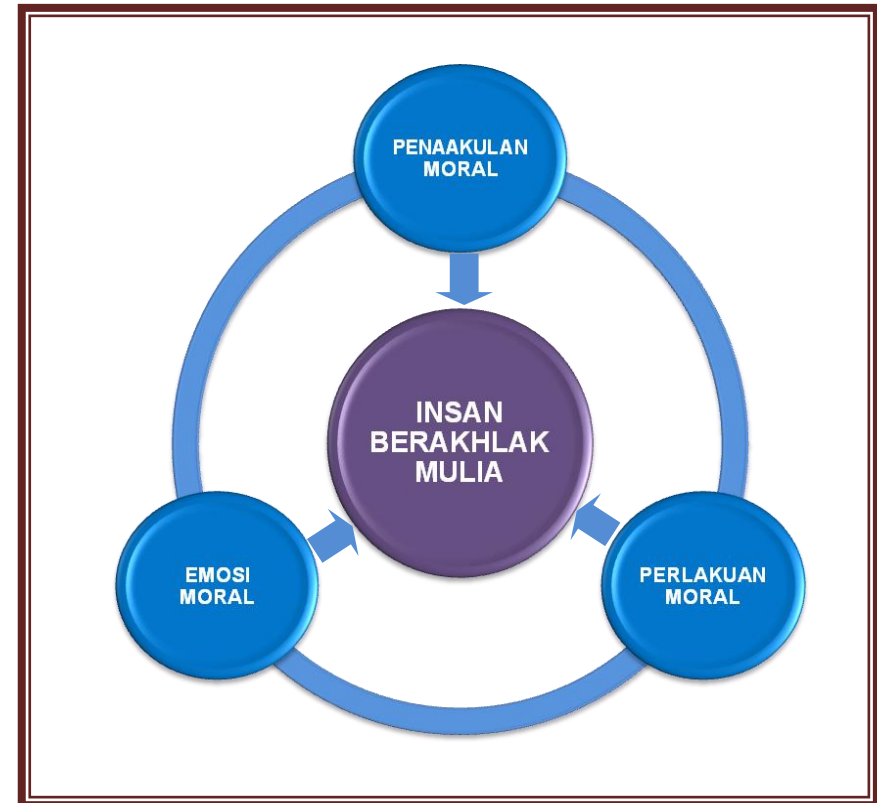 PENAAKULAN
MORAL
INSAN
BERAKHLAK
MULIA
EMOSI
MORAL
PERLAKUAN
MORAL